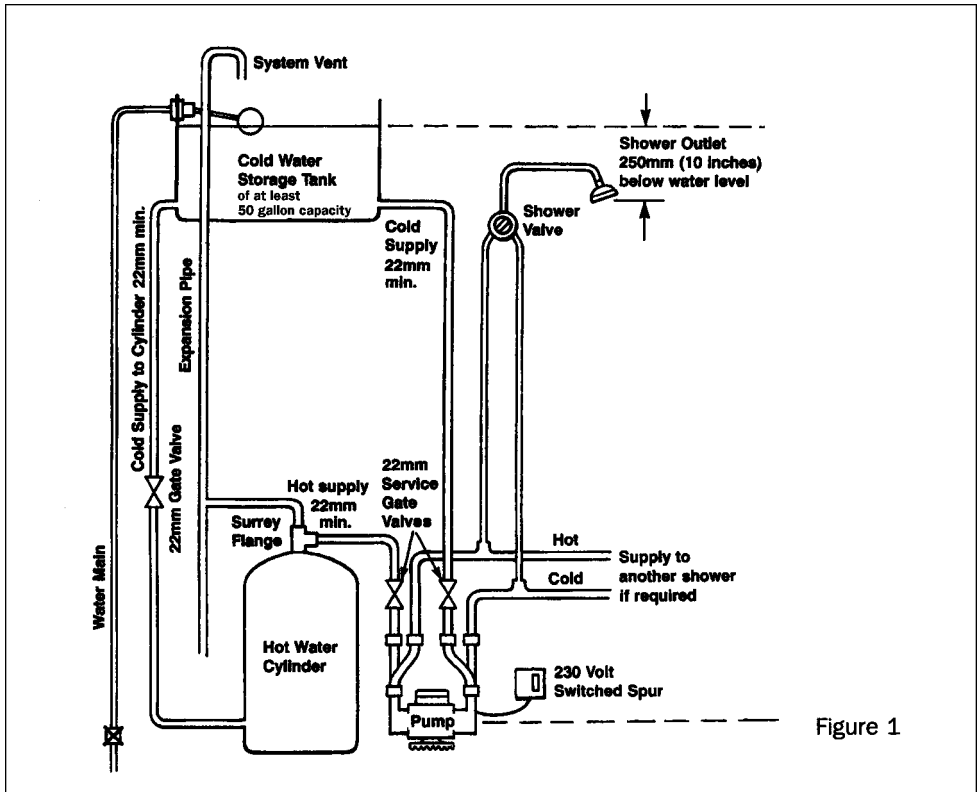 System Vent
Cold Water
Storage Tank
of at least
50 gallon capacity
Shower Outlet
250mm (10 inches)
below water level
Shower
Valve
Cold
Supply
22mm
min.
Cold Supply to Cylinder 22mm min.
Expansion Pipe
22mm Gate Valve
Water Main
Hot supply
22mm
min.
22mm
Service
Gate
Valves
Surrey
Flange
Hot
Cold
Supply to
another shower
if required
Hot Water
Cylinder
230 Volt
Switched Spur
Pump
Figure 1